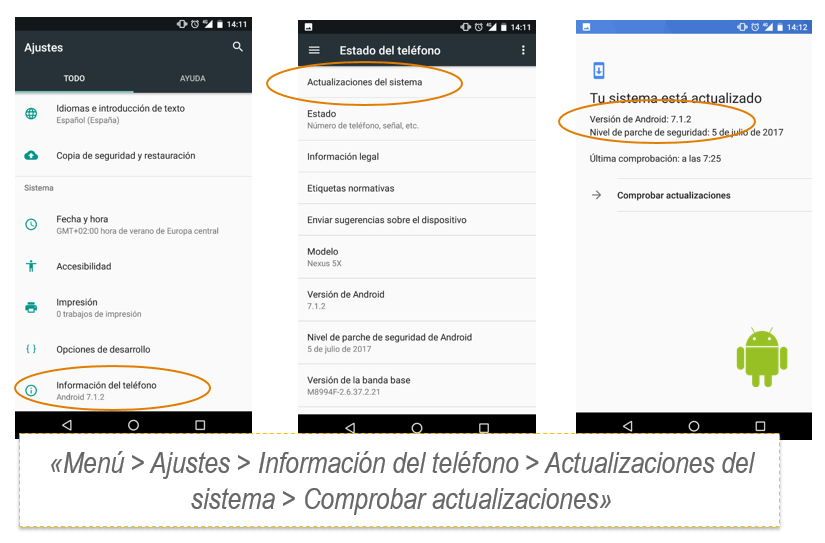 14:11
Ajustes
TODO
AYUDA
Idiomas e introducción de texto
Español (España)
Copia de seguridad y restauración
Sistema
Fecha y hora
GMT+02:00 hora de verano de Europa central
Accesibilidad
Impresión
0 trabajos de impresión
Opciones de desarrollo
Información del teléfono
Android 7.1.2
14:11
Estado del teléfono
Actualizaciones del sistema
Estado
Número de teléfono, señal, etc.
Información legal
Etiquetas normativas
Enviar sugerencias sobre el dispositivo
Modelo
Nexus 5X
Versión de Android
7.1.2
Nivel de parche de seguridad de Android
5 de julio de 2017
Versión de la banda base
M8994F-2.6.37.2.21
14:12
Tu sistema está actualizado
Versión de Android: 7.1.2
Nivel de parche de seguridad: 5 de julio de 2017
Última comprobación: a las 7:25
Comprobar actualizaciones
«Menú > Ajustes > Información del teléfono > Actualizaciones del
sistema > Comprobar actualizaciones»